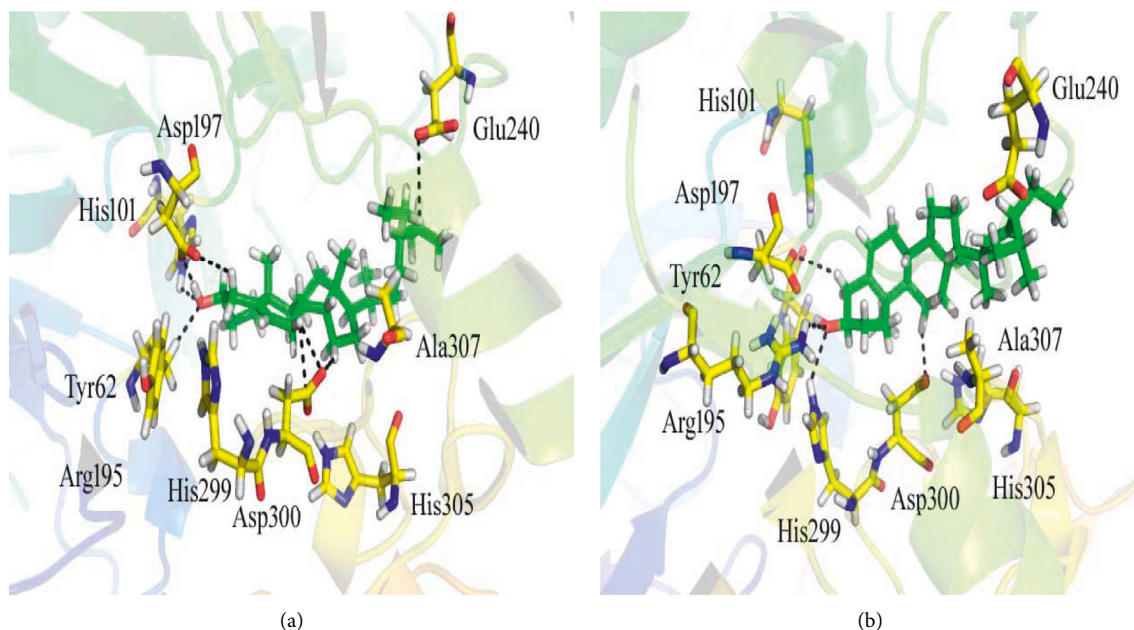 Asp197
Glu240
His101
Tyr62
Ala307
Arg195
His299
Asp300
His305
(a)
His101
Glu240
Asp197
Tyr62
Ala307
Arg195
Asp300
His305
His299
(b)